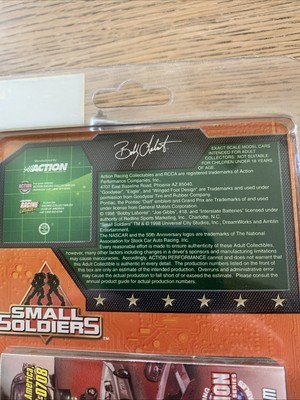 Bobby Labonte
EXACT SCALE MODEL CARS
INTENDED FOR ADULT
COLLECTORS. NOT SUITABLE
FOR CHILDREN UNDER 16 YEARS
OF AGE.
ACTION
RACING
Action Racing Collectables and RCCA are registered trademarks of Action
Performance Companies, Inc.
4707 East Baseline Road, Phoenix AZ 85040.
"Goodyear", "Eagle", and "Winged Foot Design" are Trademarks and used under
permission from Goodyear Tire and Rubber Company.
Pontiac, the Pontiac "Dart" emblem and Grand Prix are Trademarks and used
under license from General Motors Corporation.
© 1998 "Bobby Labonte", "Joe Gibbs", #18, and "Interstate Batteries" licensed
by authority of Redline Sports Marketing, Inc., Charlotte, N.C.
"Small Soldiers" TM & © 1998 Universal City Studios, Inc. and DreamWorks and Amblin
Entertainment.
The NASCAR and the 50th Anniversary logos are trademarks of The National
Association for Stock Car Auto Racing, Inc.
Every reasonable effort is made to ensure authenticity of these Adult Collectibles,
however, many other factors including changes in a driver's sponsors and manufacturing limitations
may cause discrepancies. Accordingly, ACTION PERFORMANCE cannot and does not warrant that
this Adult Collectible is authentic in every detail. The production numbers listed on the front of
this box are only an estimate of the intended production. Overruns and administrative error
may cause the actual production to fall short of or exceed the estimate. Please consult the
annual product guide for actual production numbers.
SMALL
SOLDIERS
America,
-0708